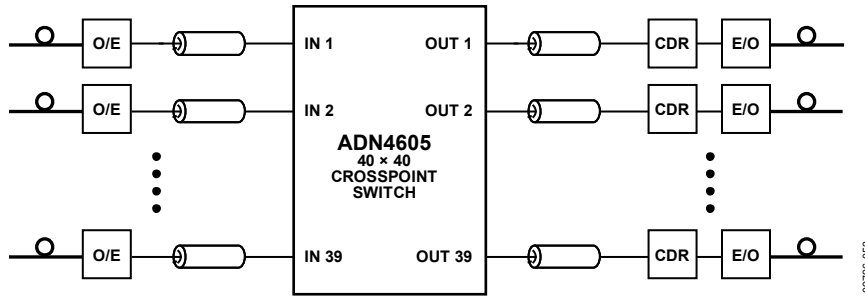 O/E IN 1 OUT 1 CDR E/O
O/E IN 2 OUT 2 CDR E/O
ADN4605
40 × 40
CROSSPOINT
SWITCH
O/E IN 39 OUT 39 CDR E/O